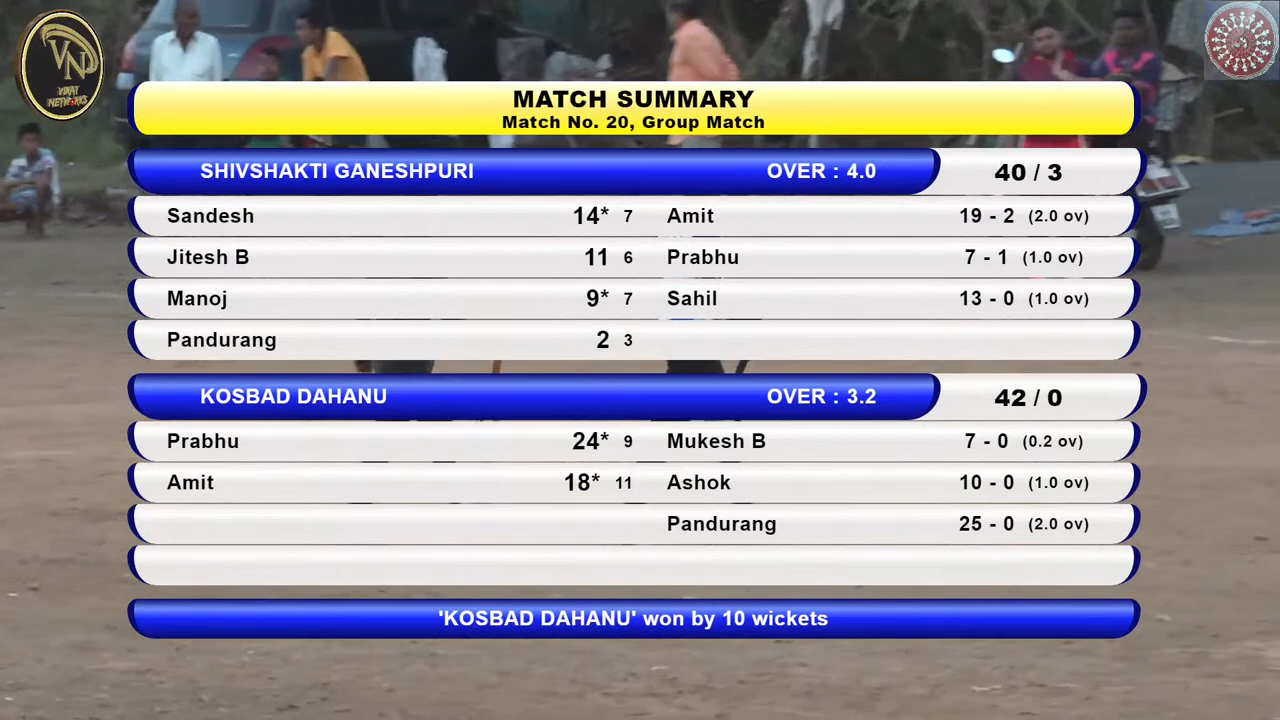 VN
VIRAT
NETWORKS
MATCH SUMMARY
Match No. 20, Group Match
SHIVSHAKTI GANESHPURI OVER : 4.0 40 / 3
Sandesh 14* 7 Amit 19 - 2 (2.0 ov)
Jitesh B 11 6 Prabhu 7 - 1 (1.0 ov)
Manoj 9* 7 Sahil 13 - 0 (1.0 ov)
Pandurang 2 3
KOSBAD DAHANU OVER : 3.2 42 / 0
Prabhu 24* 9 Mukesh B 7 - 0 (0.2 ov)
Amit 18* 11 Ashok 10 - 0 (1.0 ov)
Pandurang 25 - 0 (2.0 ov)
'KOSBAD DAHANU' won by 10 wickets